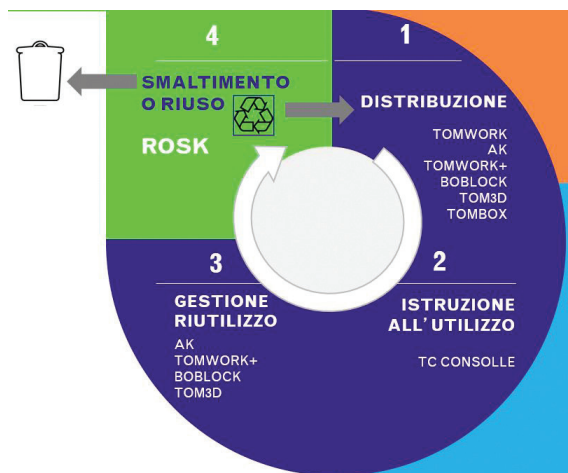 4
SMALTIMENTO
O RIUSO
ROSK
1
DISTRIBUZIONE
TOMWORK
AK
TOMWORK+
BOBLOCK
TOM3D
TOMBOX
2
ISTRUZIONE
ALL'UTILIZZO
TC CONSOLLE
3
GESTIONE
RIUTILIZZO
AK
TOMWORK+
BOBLOCK
TOM3D